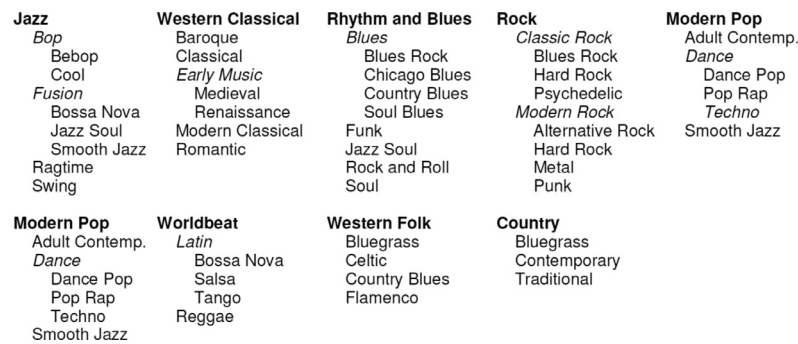 Jazz
Bop
Bebop
Cool
Fusion
Bossa Nova
Jazz Soul
Smooth Jazz
Ragtime
Swing
Western Classical
Baroque
Classical
Early Music
Medieval
Renaissance
Modern Classical
Romantic
Rhythm and Blues
Blues
Blues Rock
Chicago Blues
Country Blues
Soul Blues
Funk
Jazz Soul
Rock and Roll
Soul
Rock
Classic Rock
Blues Rock
Hard Rock
Psychedelic
Modern Rock
Alternative Rock
Hard Rock
Metal
Punk
Modern Pop
Adult Contemp.
Dance
Dance Pop
Pop Rap
Techno
Smooth Jazz
Modern Pop
Adult Contemp.
Dance
Dance Pop
Pop Rap
Techno
Smooth Jazz
Worldbeat
Latin
Bossa Nova
Salsa
Tango
Reggae
Western Folk
Bluegrass
Celtic
Country Blues
Flamenco
Country
Bluegrass
Contemporary
Traditional